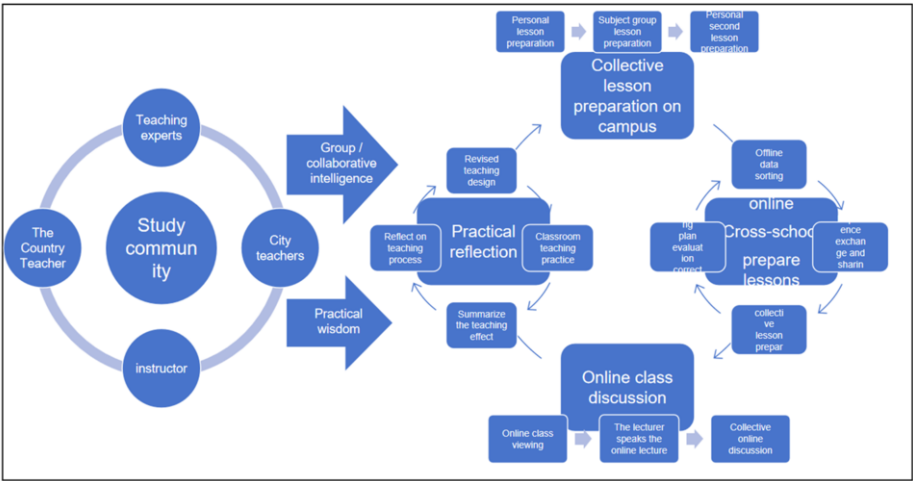 Teaching
experts
The
Country
Teacher
Study
commun
ity
City
teachers
instructor
Group /
collaborative
intelligence
Practical
wisdom
Personal
lesson
preparation
Subject group
lesson
preparation
Personal
second
lesson
preparation
Collective
lesson
preparation on
campus
Revised
teaching
design
Reflect on
teaching
process
Practical
reflection
Classroom
teaching
practice
Summarize
the teaching
effect
Offline
data
sorting
online
Cross-school
prepare
lessons
ng plan
evaluat
ion
correct
ence
exchan
ge and
sharin
collecti
ve
lesson
prepar
Online class
discussion
Online class
viewing
The lecturer
speaks the
online lecture
Collective
online
discussion